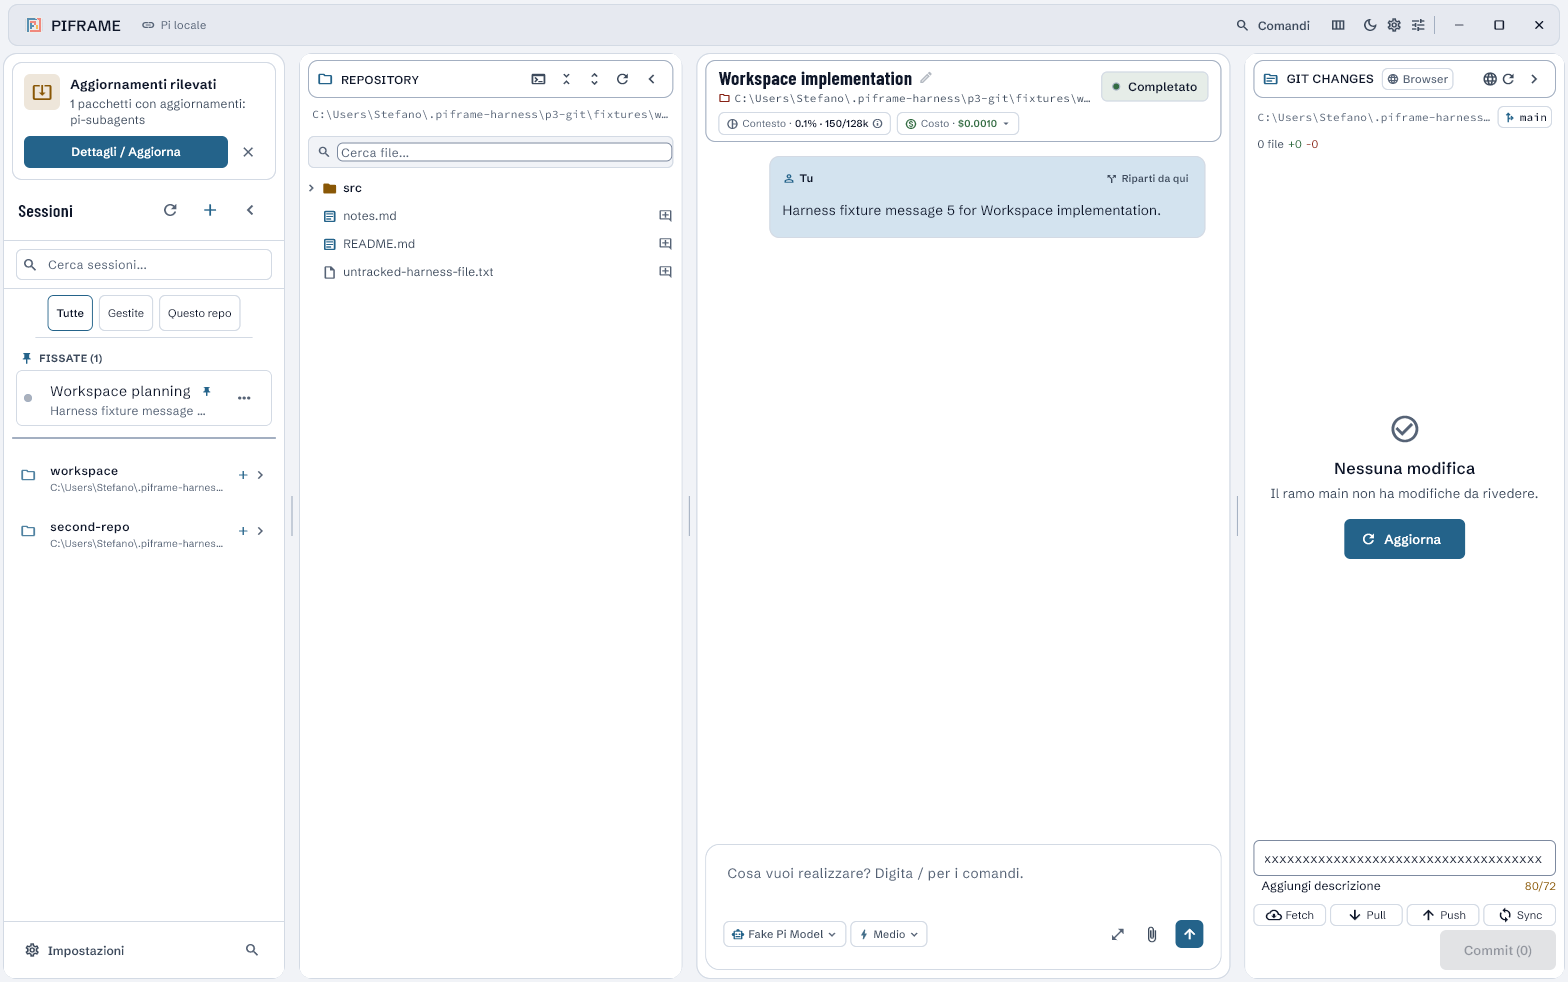 PIFRAME
Pi locale
Comandi
Aggiornamenti rilevati
1 pacchetti con aggiornamenti:
pi-subagents
Dettagli / Aggiorna
Sessioni
Cerca sessioni...
Tutte
Gestite
Questo repo
FISSATE (1)
Workspace planning
Harness fixture message ...
workspace
C:\Users\Stefano\.piframe-harnes...
second-repo
C:\Users\Stefano\.piframe-harnes...
Impostazioni
REPOSITORY
C:\Users\Stefano\.piframe-harness\p3-git\fixtures\w...
Cerca file...
src
notes.md
README.md
untracked-harness-file.txt
Workspace implementation
C:\Users\Stefano\.piframe-harness\p3-git\fixtures\w...
Completato
Contesto · 0.1% · 150/128k
Costo · $0.0010
Tu
Riparti da qui
Harness fixture message 5 for Workspace implementation.
Cosa vuoi realizzare? Digita / per i comandi.
Fake Pi Model
Medio
GIT CHANGES
Browser
C:\Users\Stefano\.piframe-harness...
main
0 file +0 -0
Nessuna modifica
Il ramo main non ha modifiche da rivedere.
Aggiorna
xxxxxxxxxxxxxxxxxxxxxxxxxxxxxxxxxxxx
Aggiungi descrizione
80/72
Fetch
Pull
Push
Sync
Commit (0)